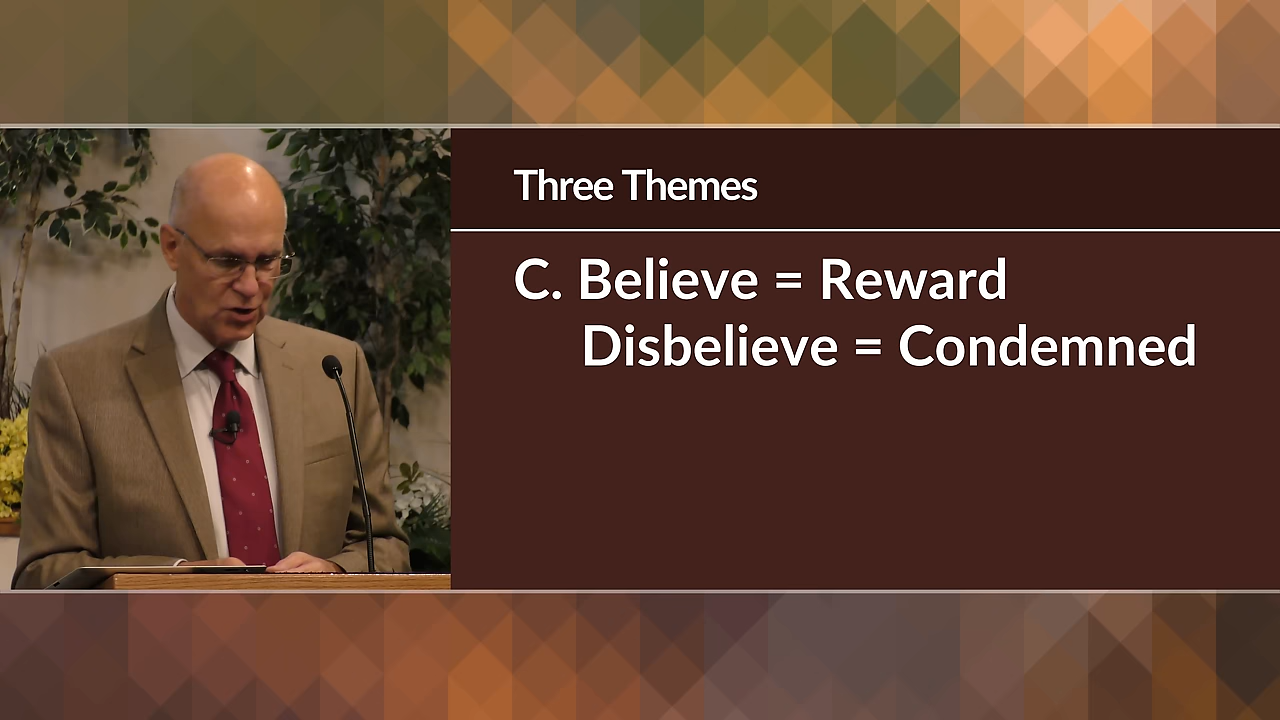 Three Themes
C. Believe = Reward
Disbelieve = Condemned